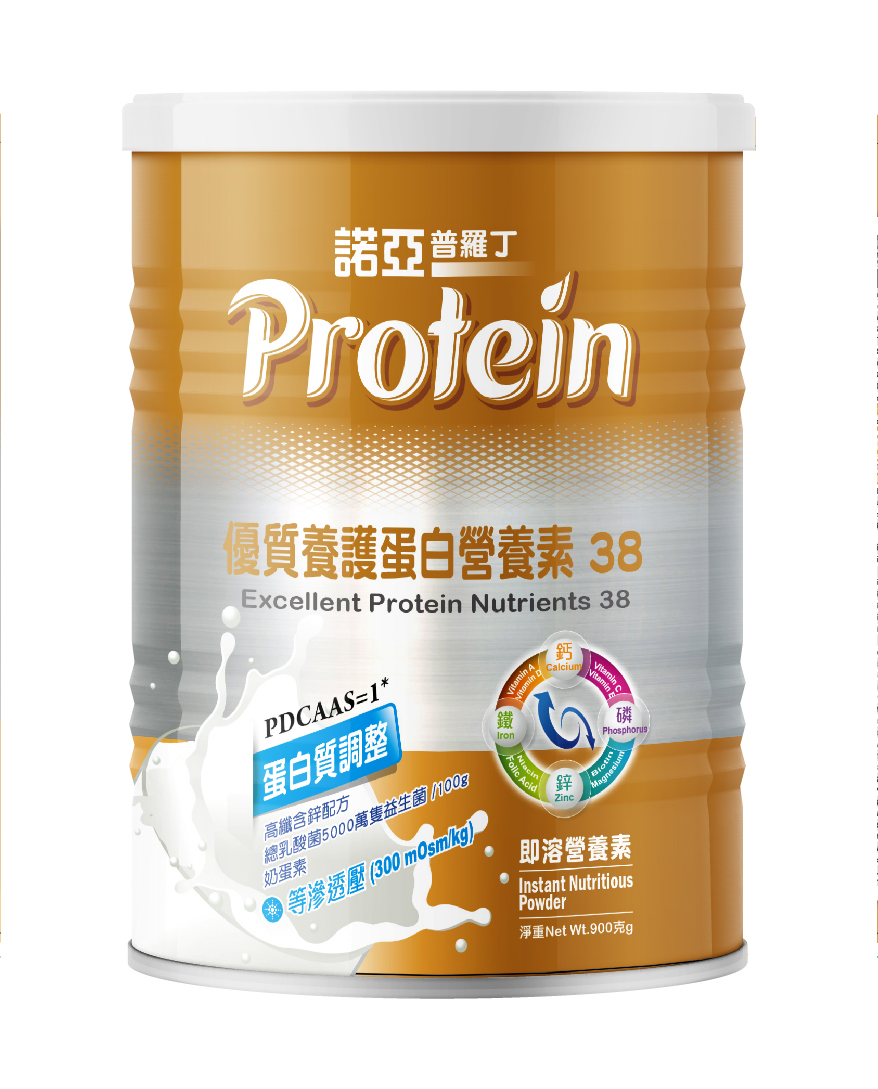 諾亞普羅丁
Protein
優質養護蛋白營養素 38
Excellent Protein Nutrients 38
PDCAAS=1*
蛋白質調整
高纖含鋅配方
總乳酸菌5000萬隻益生菌/100g
奶蛋素
等滲透壓 (300 mOsm/kg)
鈣
Calcium
Vitamin C
Vitamin E
磷
Phosphorus
Biotin
Magnesium
鋅
Zinc
Niacin
Folic Acid
鐵
Iron
Vitamin A
Vitamin D
即溶營養素
Instant Nutritious
Powder
淨重Net Wt.900克g